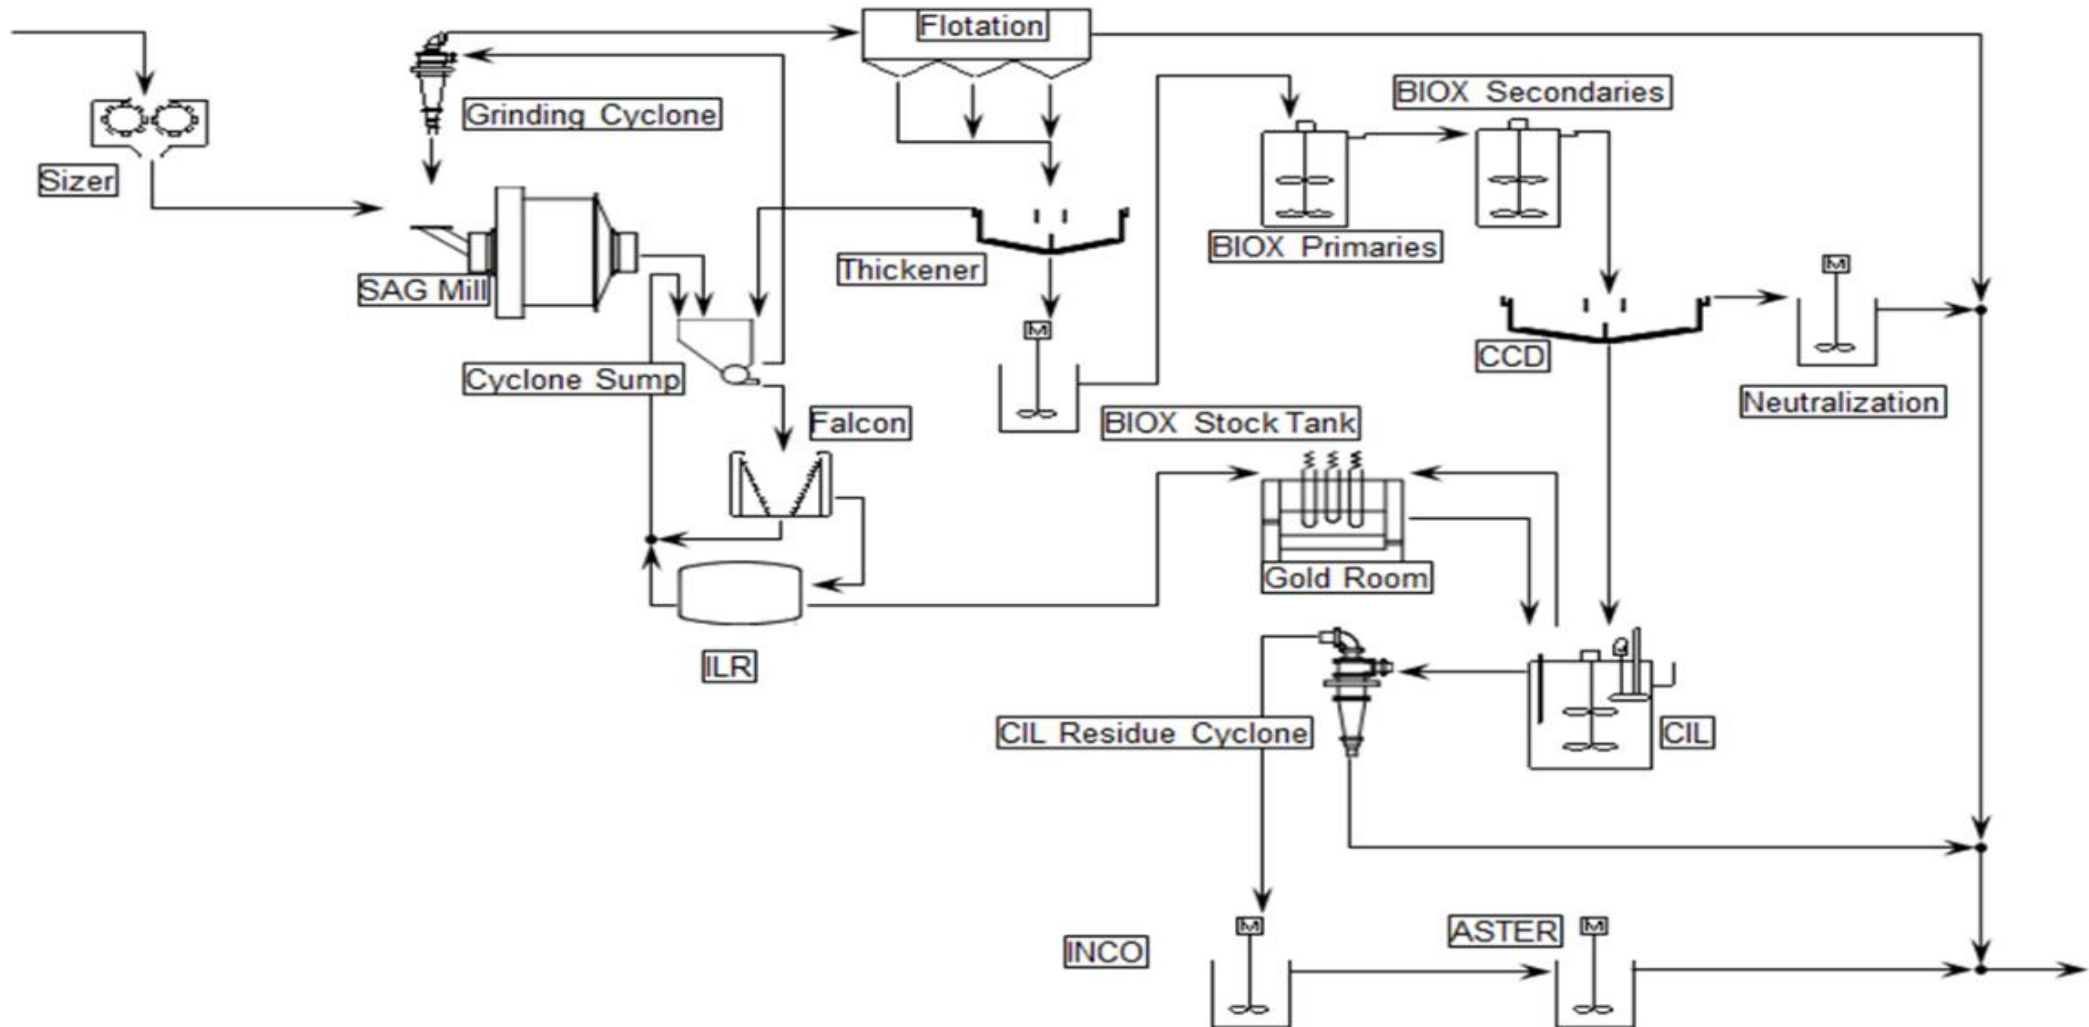 Flotation
BIOX Secondaries
Grinding Cyclone
Sizer
BIOX Primaries
Thickener
SAG Mill
M
M
CCD
Cyclone Sump
Neutralization
Falcon
BIOX Stock Tank
Gold Room
ILR
CIL Residue Cyclone
CIL
M
ASTER
M
INCO